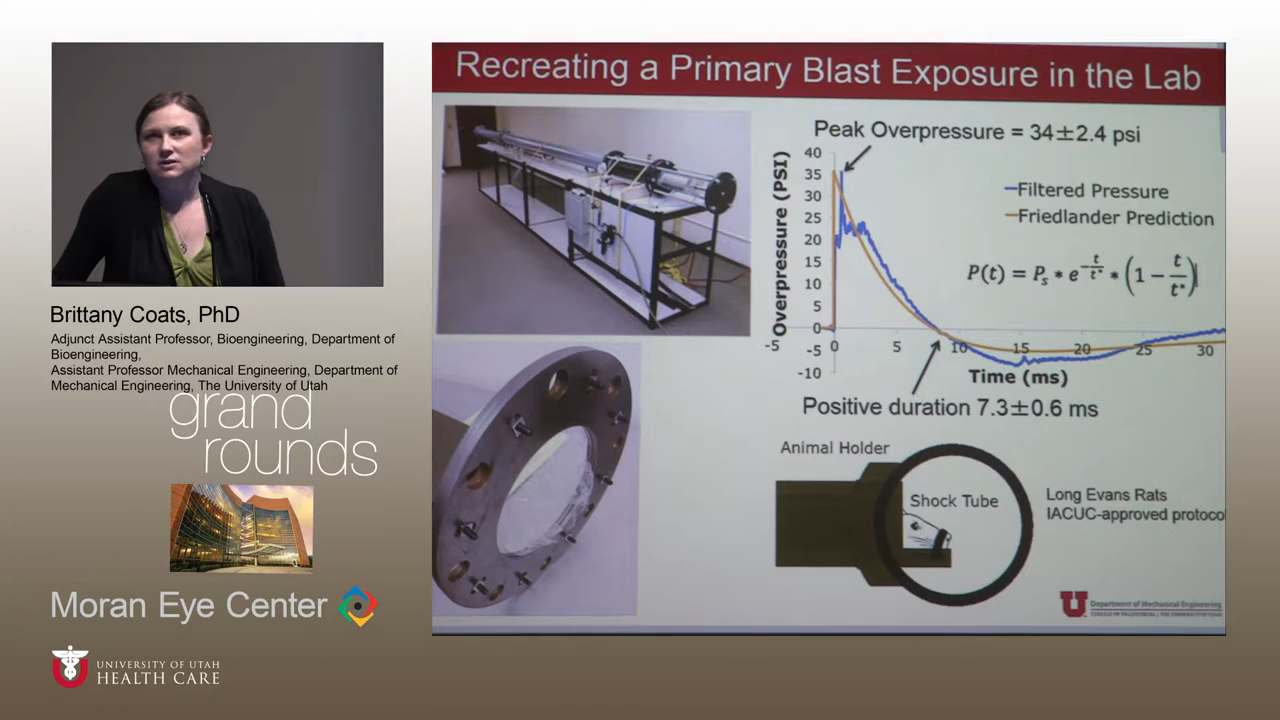 Brittany Coats, PhD
Adjunct Assistant Professor, Bioengineering, Department of
Bioengineering,
Assistant Professor Mechanical Engineering, Department of
Mechanical Engineering, The University of Utah
grand
rounds
Moran Eye Center
UNIVERSITY OF UTAH
HEALTH CARE
Recreating a Primary Blast Exposure in the Lab
Peak Overpressure = 34±2.4 psi
Overpressure (PSI)
40
35
30
25
20
15
10
5
0
-5
-10
Filtered Pressure
Friedlander Prediction
P(t) = Ps * e^(-t/t*) * (1 - t/t*)
-5 0 5 10 15 20 25 30
Time (ms)
Positive duration 7.3±0.6 ms
Animal Holder
Shock Tube
Long Evans Rats
IACUC-approved protocol
U
Department of Mechanical Engineering